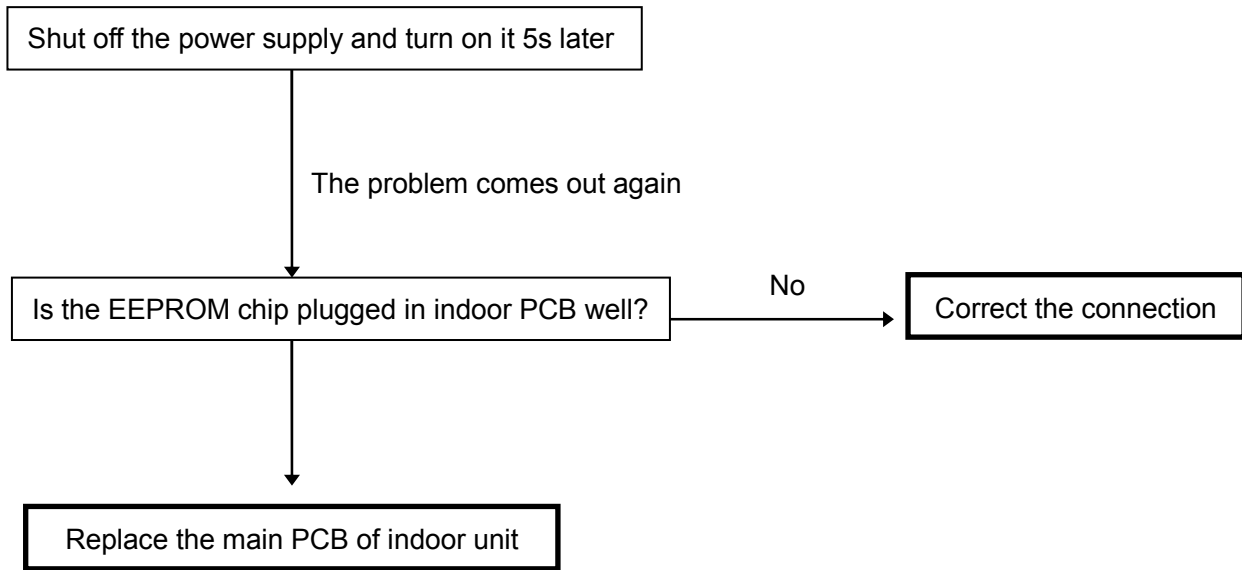 Shut off the power supply and turn on it 5s later
The problem comes out again
Is the EEPROM chip plugged in indoor PCB well?
No
Correct the connection
Replace the main PCB of indoor unit